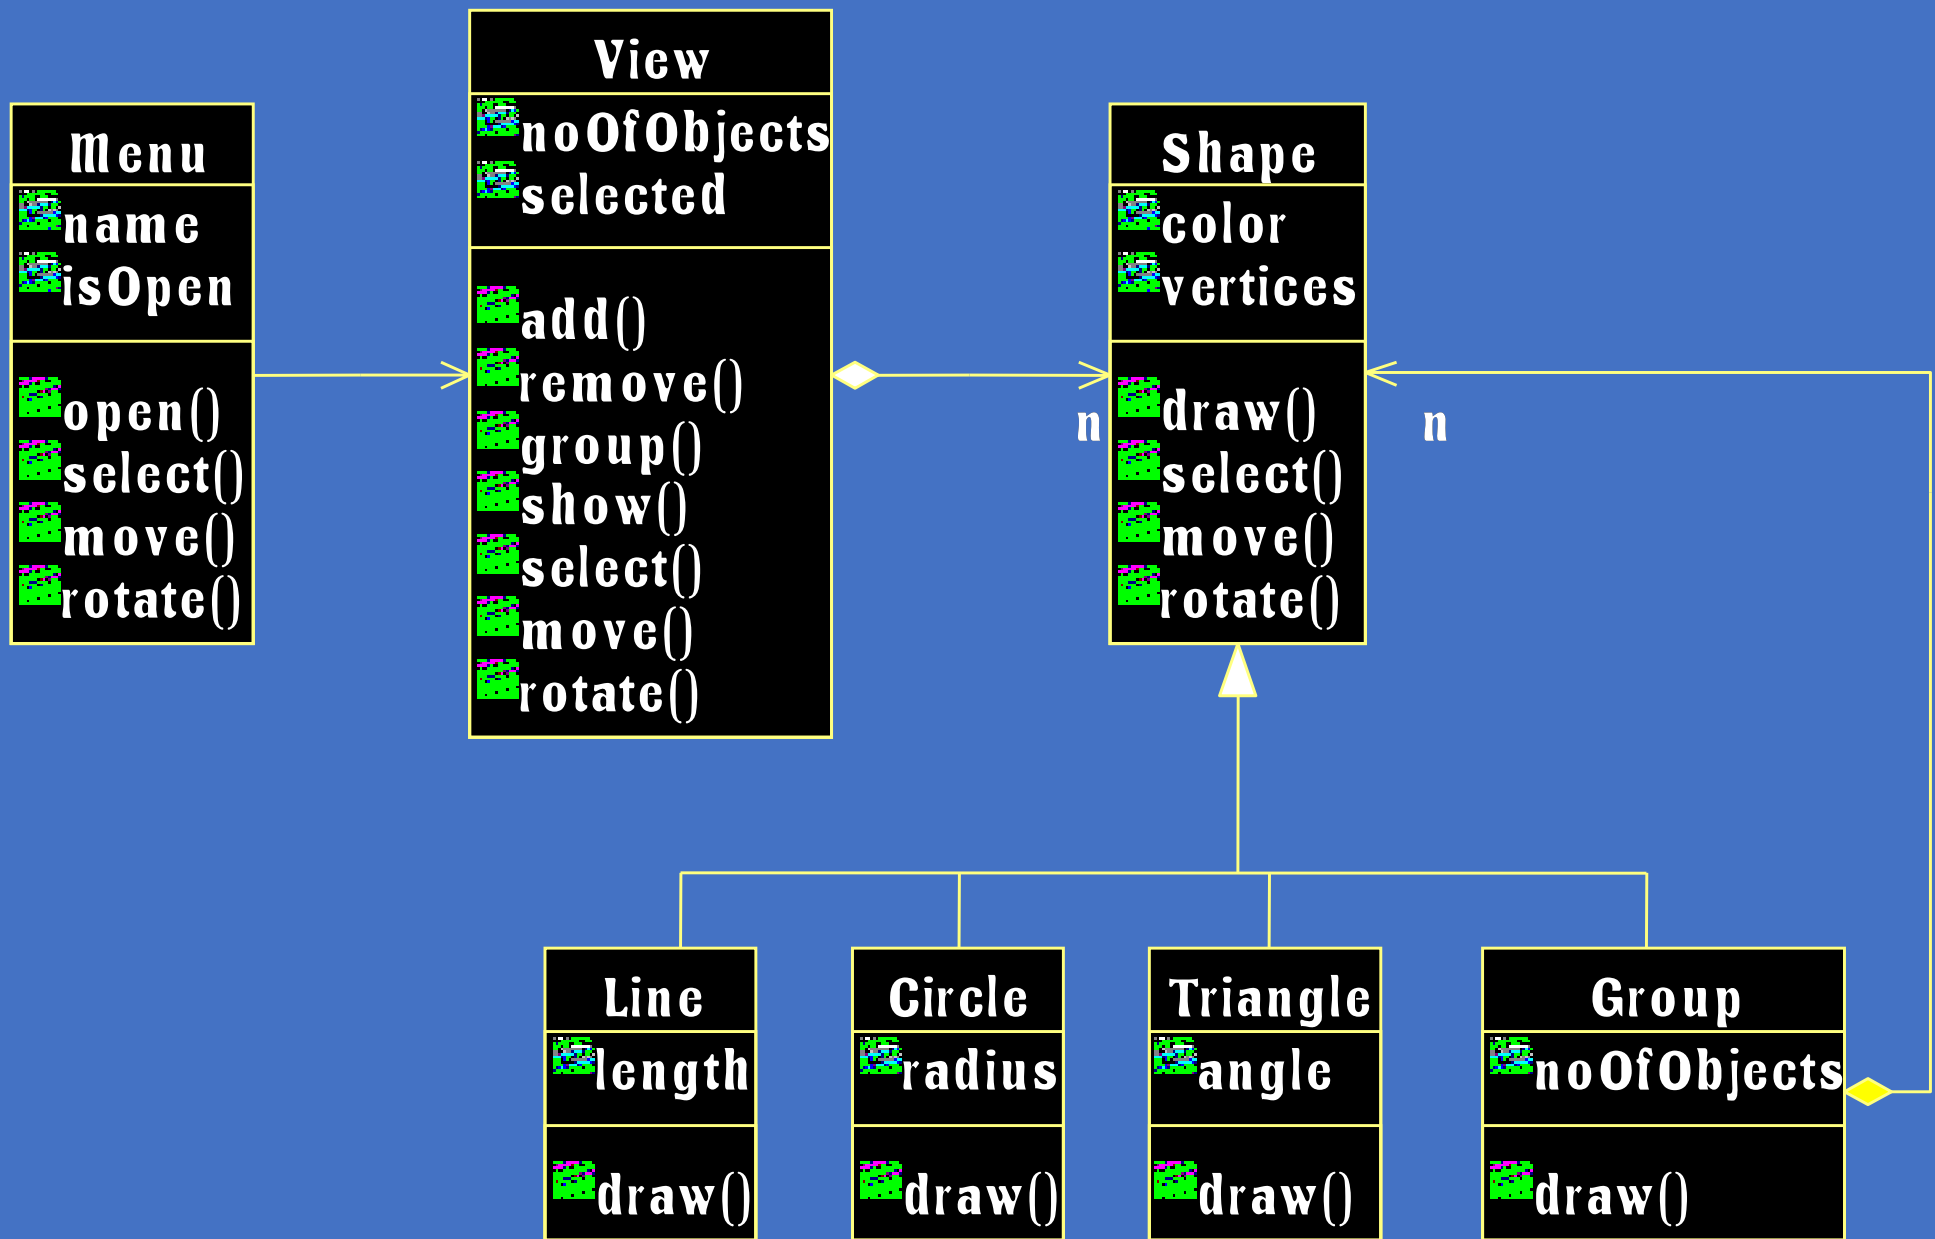 Menu
name
isOpen
open()
select()
move()
rotate()
View
noOfObjects
selected
add()
remove()
group()
show()
select()
move()
rotate()
n
Shape
color
vertices
draw()
select()
move()
rotate()
n
Line
length
draw()
Circle
radius
draw()
Triangle
angle
draw()
Group
noOfObjects
draw()